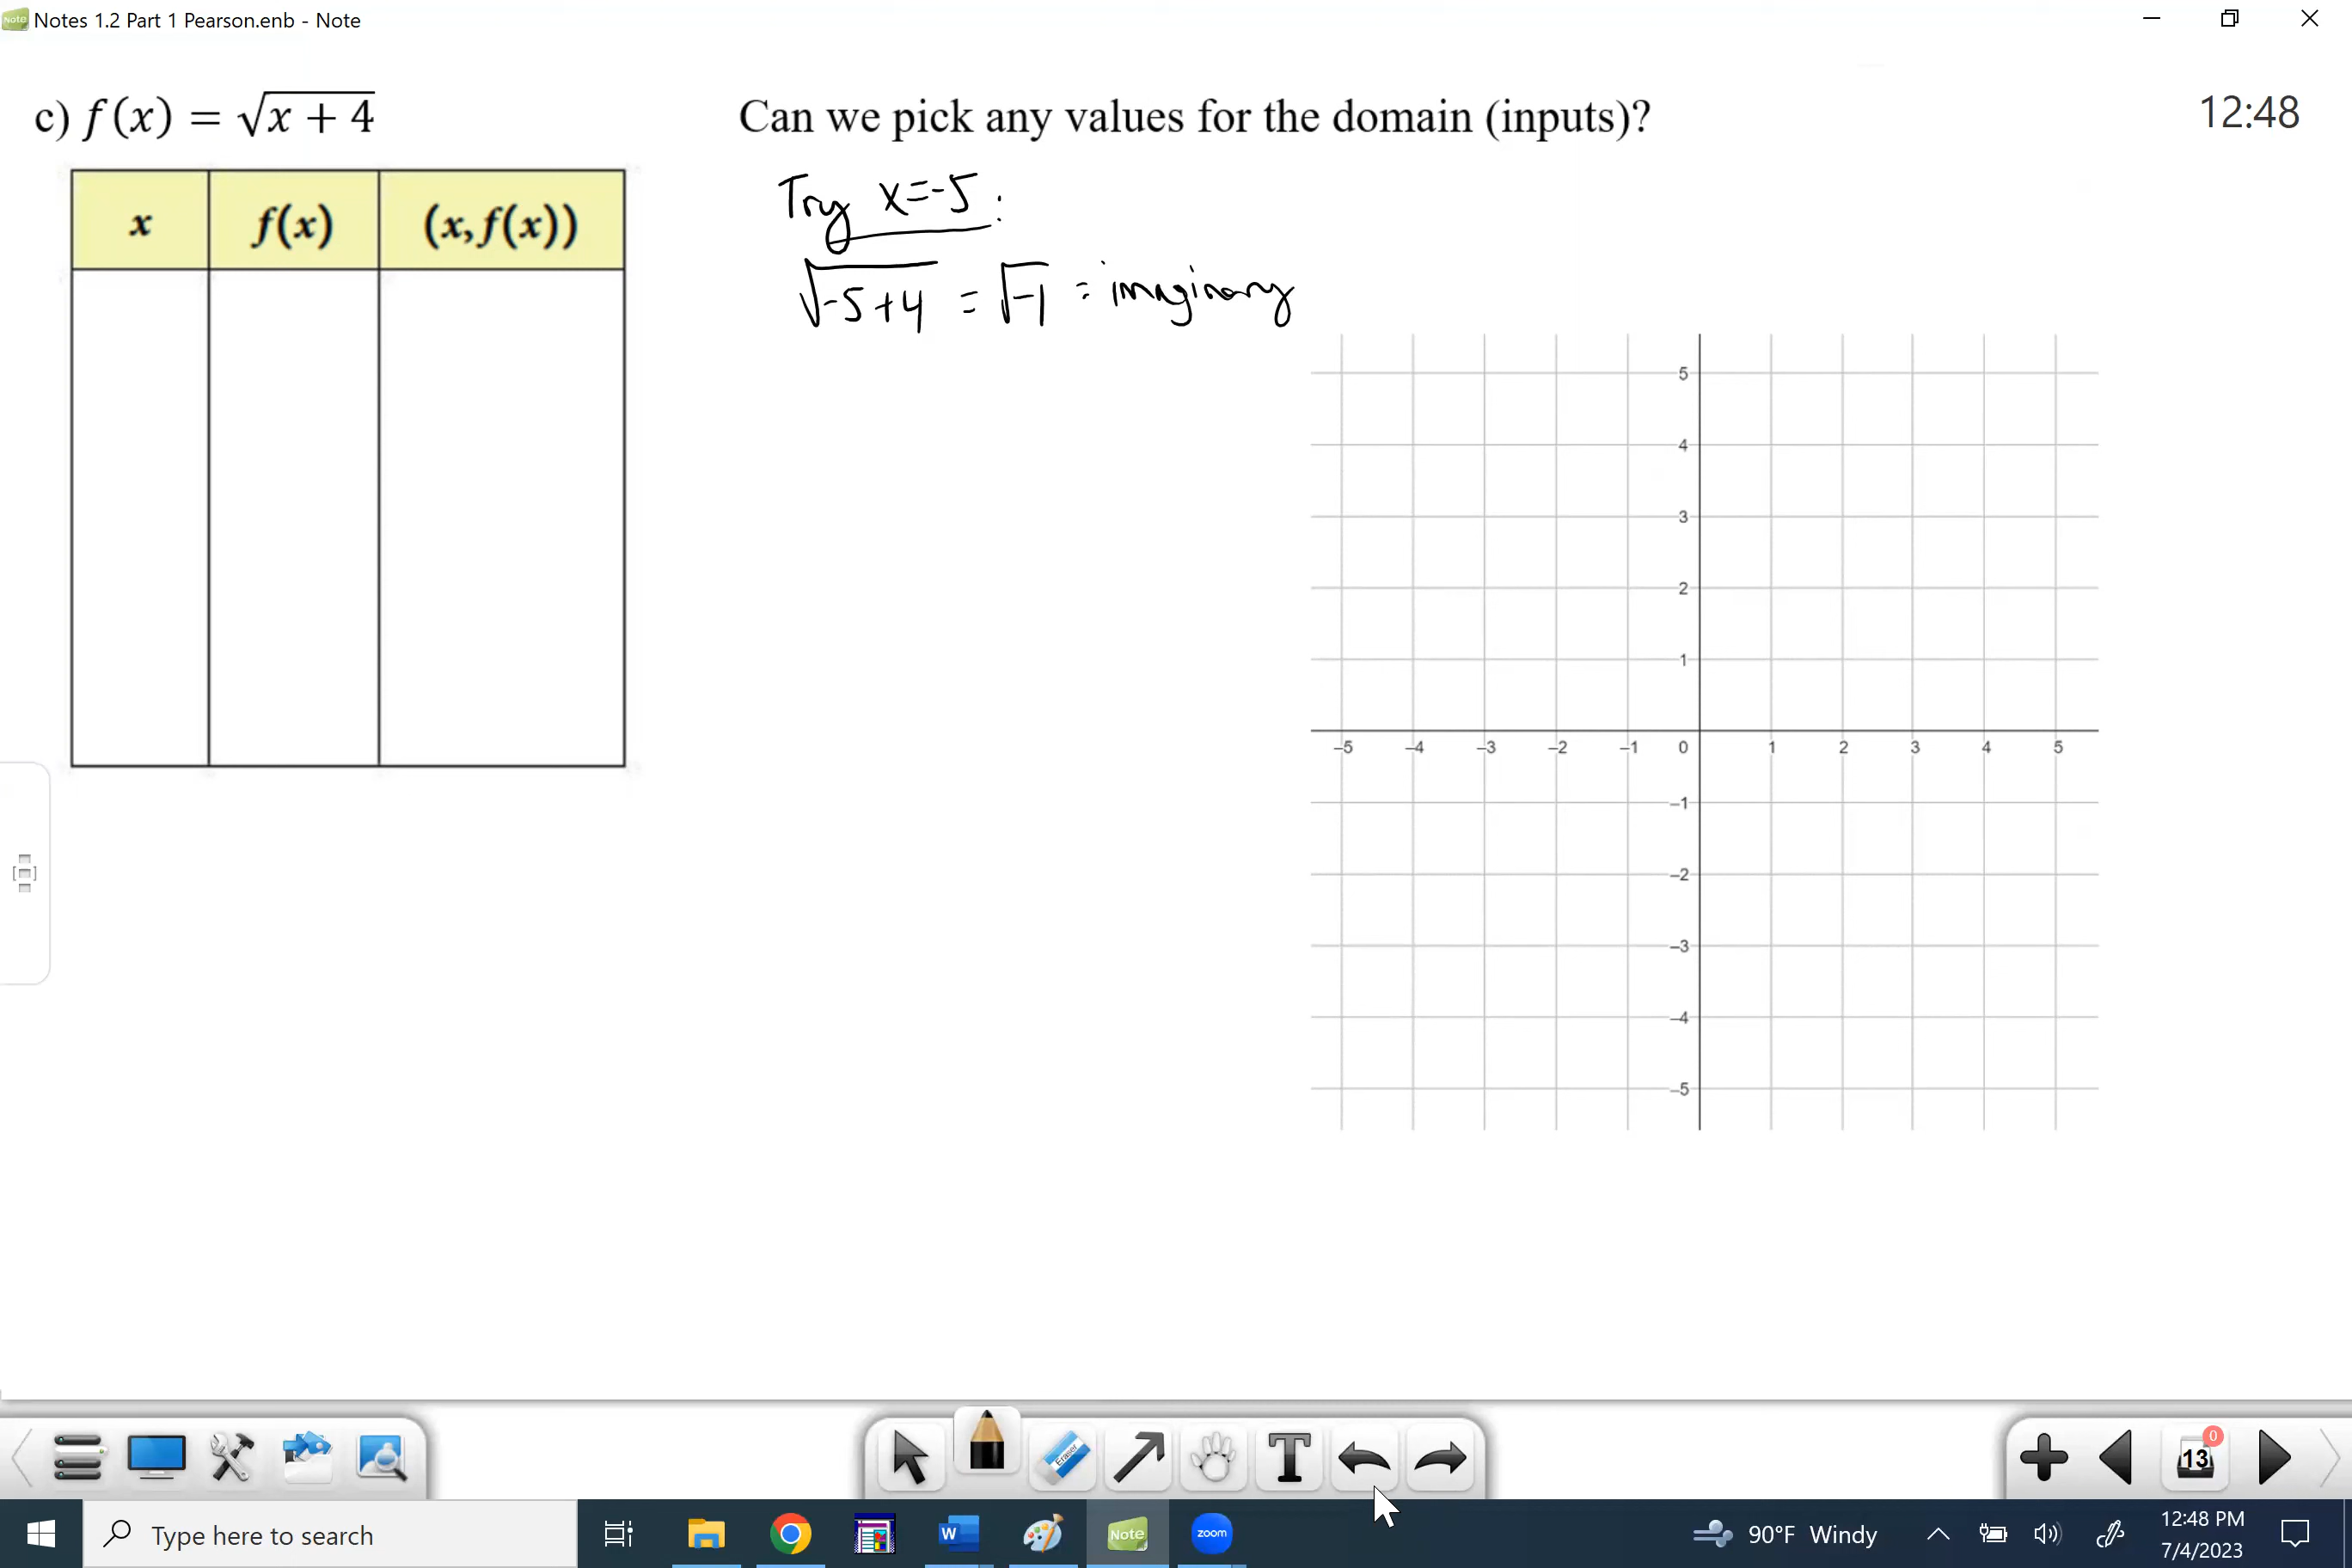 Notes 1.2 Part 1 Pearson.enb - Note
c) f(x) = √x + 4
Can we pick any values for the domain (inputs)?
12:48
Try x=-5:
√-5+4 = √-1 = imaginary
x f(x) (x, f(x))
5
4
3
2
1
−5 −4 −3 −2 −1 0 1 2 3 4 5
−1
−2
−3
−4
−5
Eraser
T
0
13
Type here to search
W
Note
zoom
90°F Windy
12:48 PM
7/4/2023